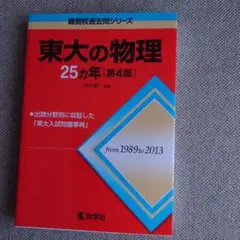 難関校過去問シリーズ
東大の物理
25カ年[第4版]
●出題分野別に収録した
「東大入試問題事典」
from 1989 to 2013
教学社